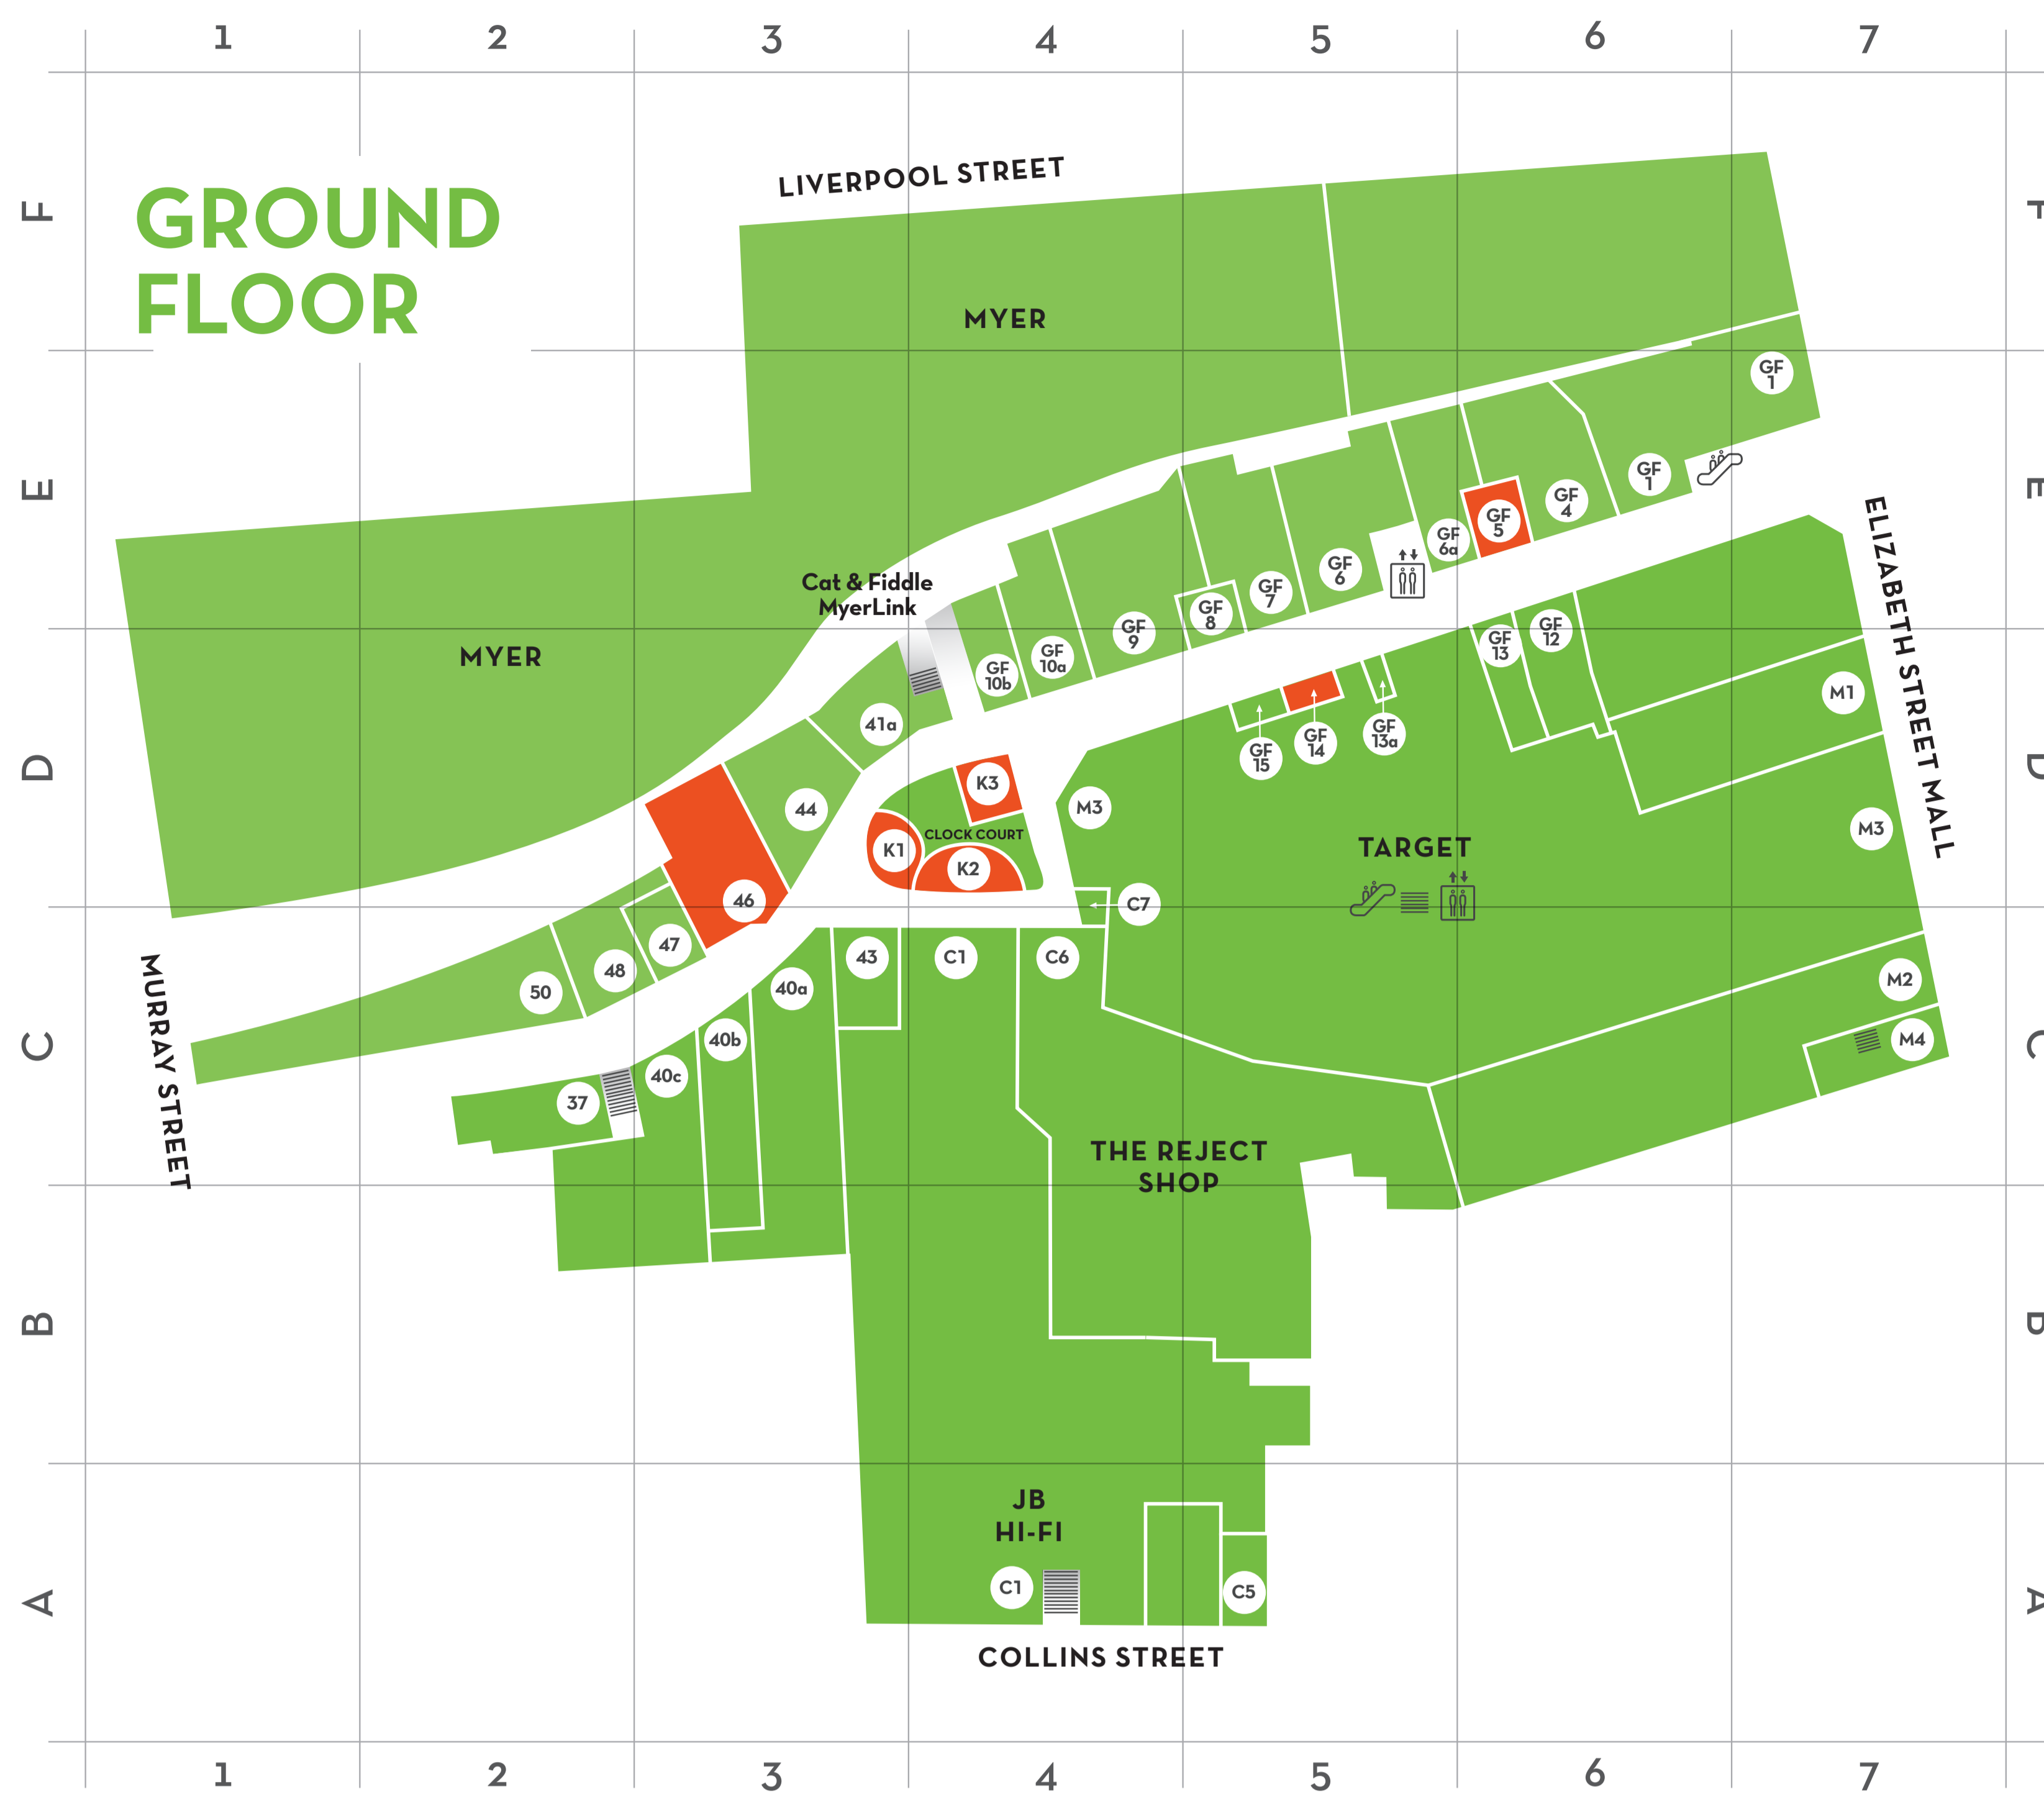 1 2 3 4 5 6 7
F
F
LIVERPOOL STREET
GROUND
FLOOR
MYER
GF
1
E
E
GF
1
GF
4
GF
5
GF
6a
GF
6
GF
7
GF
8
GF
9
GF
10a
GF
10b
Cat & Fiddle
MyerLink
MYER
ELIZABETH STREET MALL
GF
13
GF
12
M1
41a
GF
15
GF
14
GF
13a
D
D
K3
44
M3
CLOCK COURT
K1
K2
TARGET
M3
46
C7
47
48
50
43
C1
C6
M2
40a
40b
40c
37
M4
MURRAY STREET
C
C
THE REJECT
SHOP
B
B
JB
HI-FI
C1
C5
A
A
COLLINS STREET
1 2 3 4 5 6 7